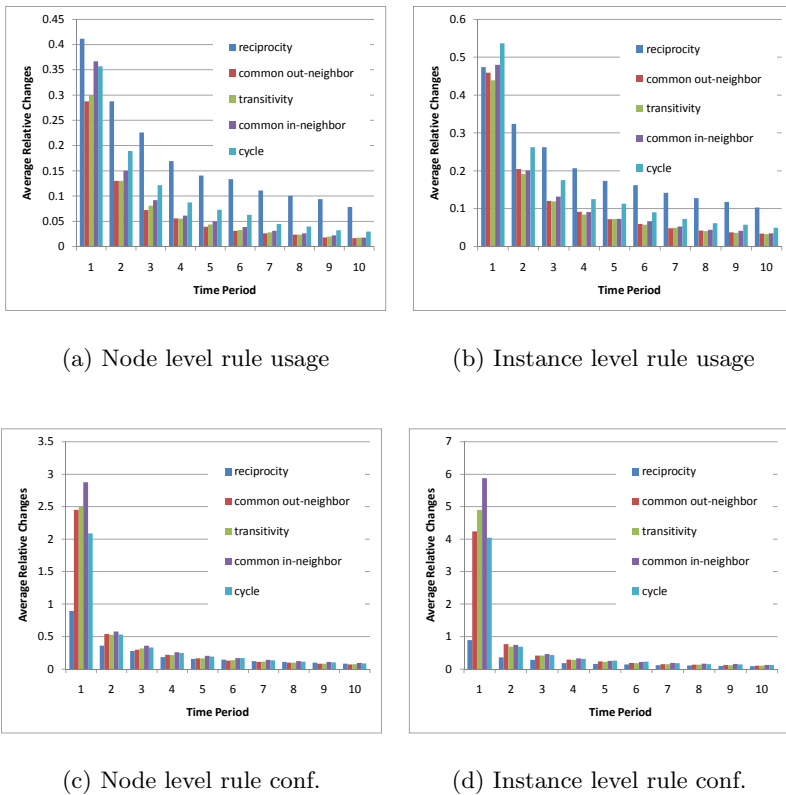 0.45
0.4
0.35
0.3
0.25
0.2
0.15
0.1
0.05
0
Average Relative Changes
1 2 3 4 5 6 7 8 9 10
Time Period
reciprocity
common out-neighbor
transitivity
common in-neighbor
cycle
(a) Node level rule usage
0.6
0.5
0.4
0.3
0.2
0.1
0
Average Relative Changes
1 2 3 4 5 6 7 8 9 10
Time Period
reciprocity
common out-neighbor
transitivity
common in-neighbor
cycle
(b) Instance level rule usage
3.5
3
2.5
2
1.5
1
0.5
0
Average Relative Changes
1 2 3 4 5 6 7 8 9 10
Time Period
reciprocity
common out-neighbor
transitivity
common in-neighbor
cycle
(c) Node level rule conf.
7
6
5
4
3
2
1
0
Average Relative Changes
1 2 3 4 5 6 7 8 9 10
Time Period
reciprocity
common out-neighbor
transitivity
common in-neighbor
cycle
(d) Instance level rule conf.